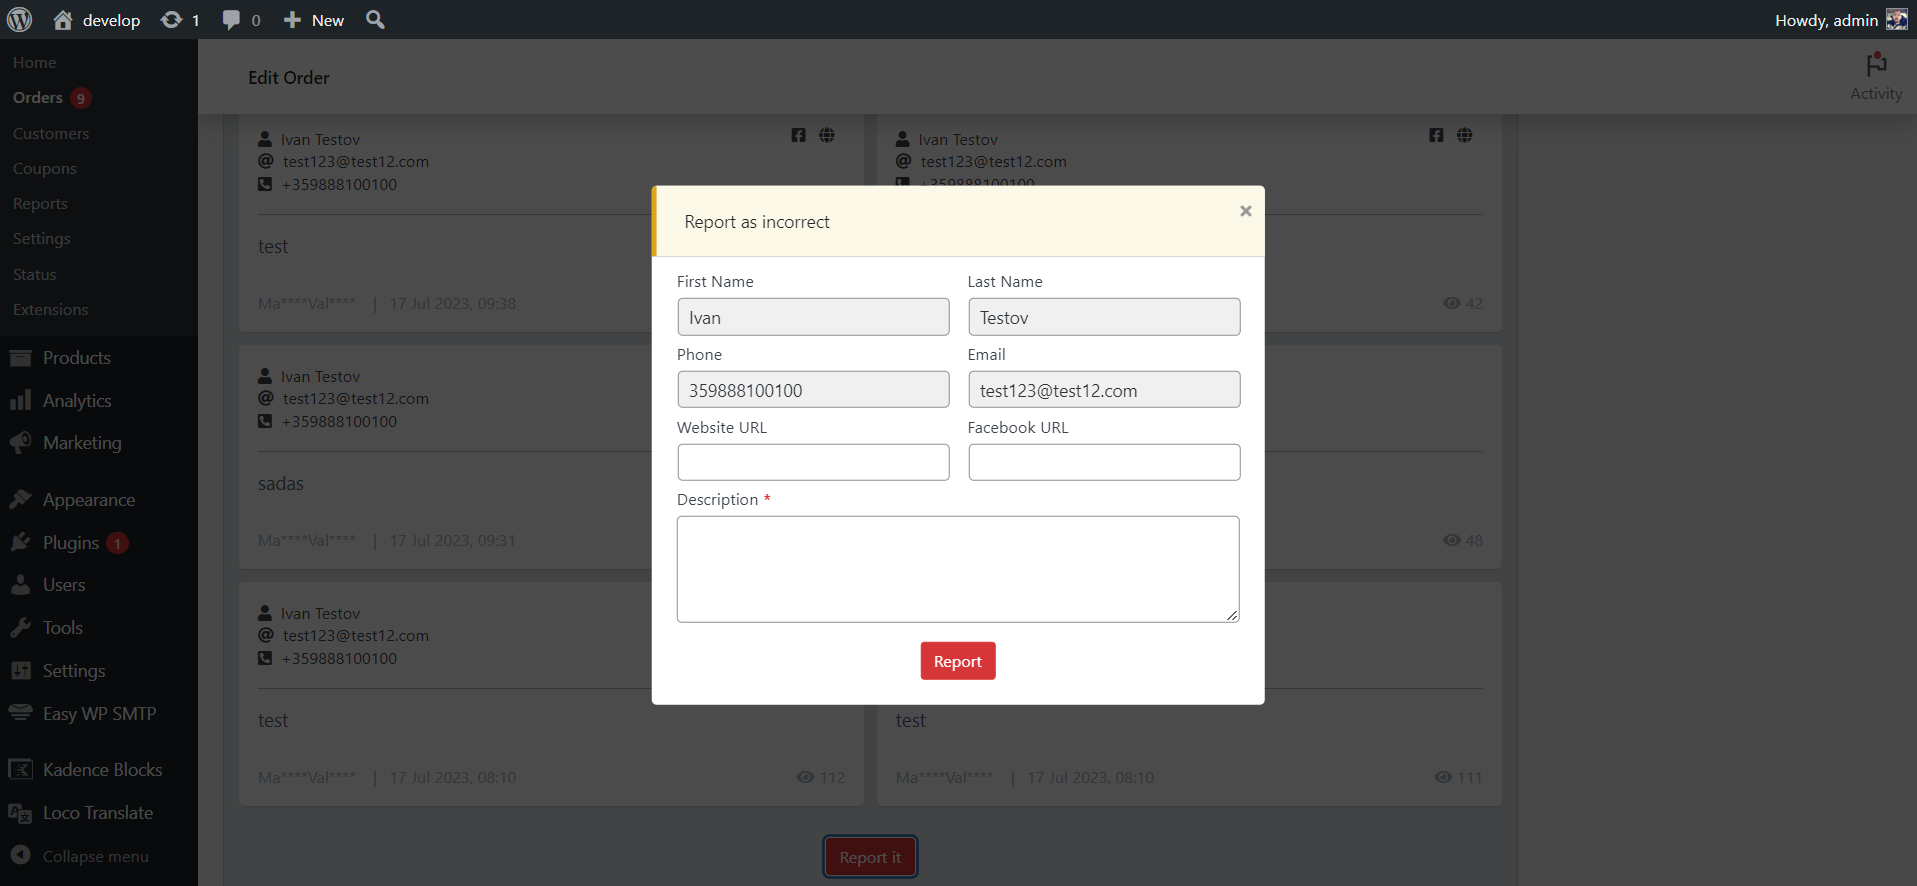 develop 1 0 New
Howdy, admin
Home
Orders 9
Customers
Coupons
Reports
Settings
Status
Extensions
Products
Analytics
Marketing
Appearance
Plugins 1
Users
Tools
Settings
Easy WP SMTP
Kadence Blocks
Loco Translate
Collapse menu
Edit Order
Activity
Ivan Testov
test123@test12.com
+359888100100
test
Ma****Val**** | 17 Jul 2023, 09:38
Ivan Testov
test123@test12.com
+359888100100
42
Ivan Testov
test123@test12.com
+359888100100
sadas
Ma****Val**** | 17 Jul 2023, 09:31
48
Ivan Testov
test123@test12.com
+359888100100
test
Ma****Val**** | 17 Jul 2023, 08:10 112
test
Ma****Val**** | 17 Jul 2023, 08:10 111
Report it
Report as incorrect ×
First Name Last Name
Ivan Testov
Phone Email
359888100100 test123@test12.com
Website URL Facebook URL
Description *
Report